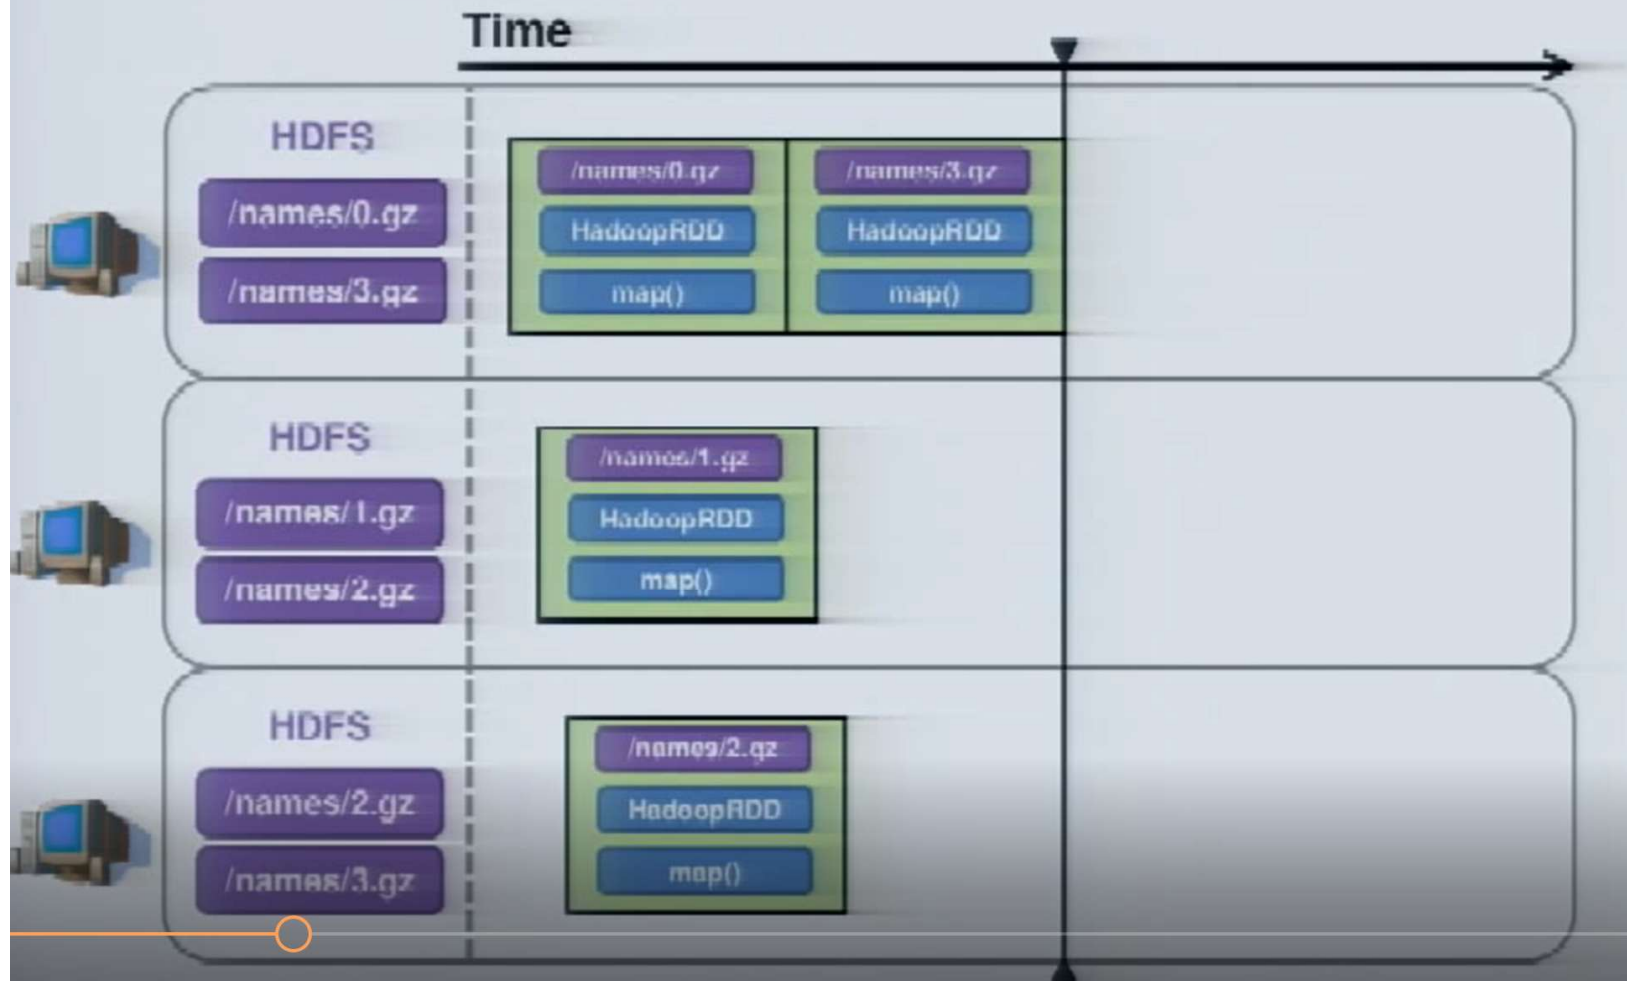 Time
HDFS
/names/0.gz
/names/3.gz
/names/0.gz
HadoopRDD
map()
/names/3.gz
HadoopRDD
map()
HDFS
/names/1.gz
/names/2.gz
/names/1.gz
HadoopRDD
map()
HDFS
/names/2.gz
/names/3.gz
/names/2.gz
HadoopRDD
map()